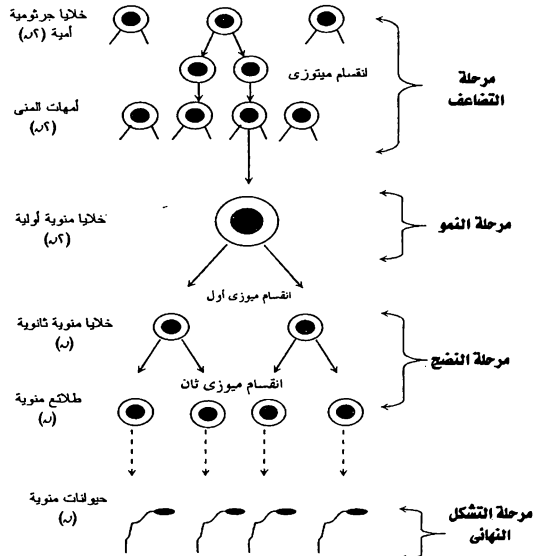 خلايا جرثومية
أمية (٢ن)
انقسام ميتوزى
مرحلة
التضاعف
أمهات المنى
(٢ن)
خلايا منوية أولية
(٢ن)
مرحلة النمو
انقسام ميوزى أول
خلايا منوية ثانوية
(ن)
مرحلة النضج
انقسام ميوزى ثان
طلائع منوية
(ن)
حيوانات منوية
(ن)
مرحلة التشكل
النهائى